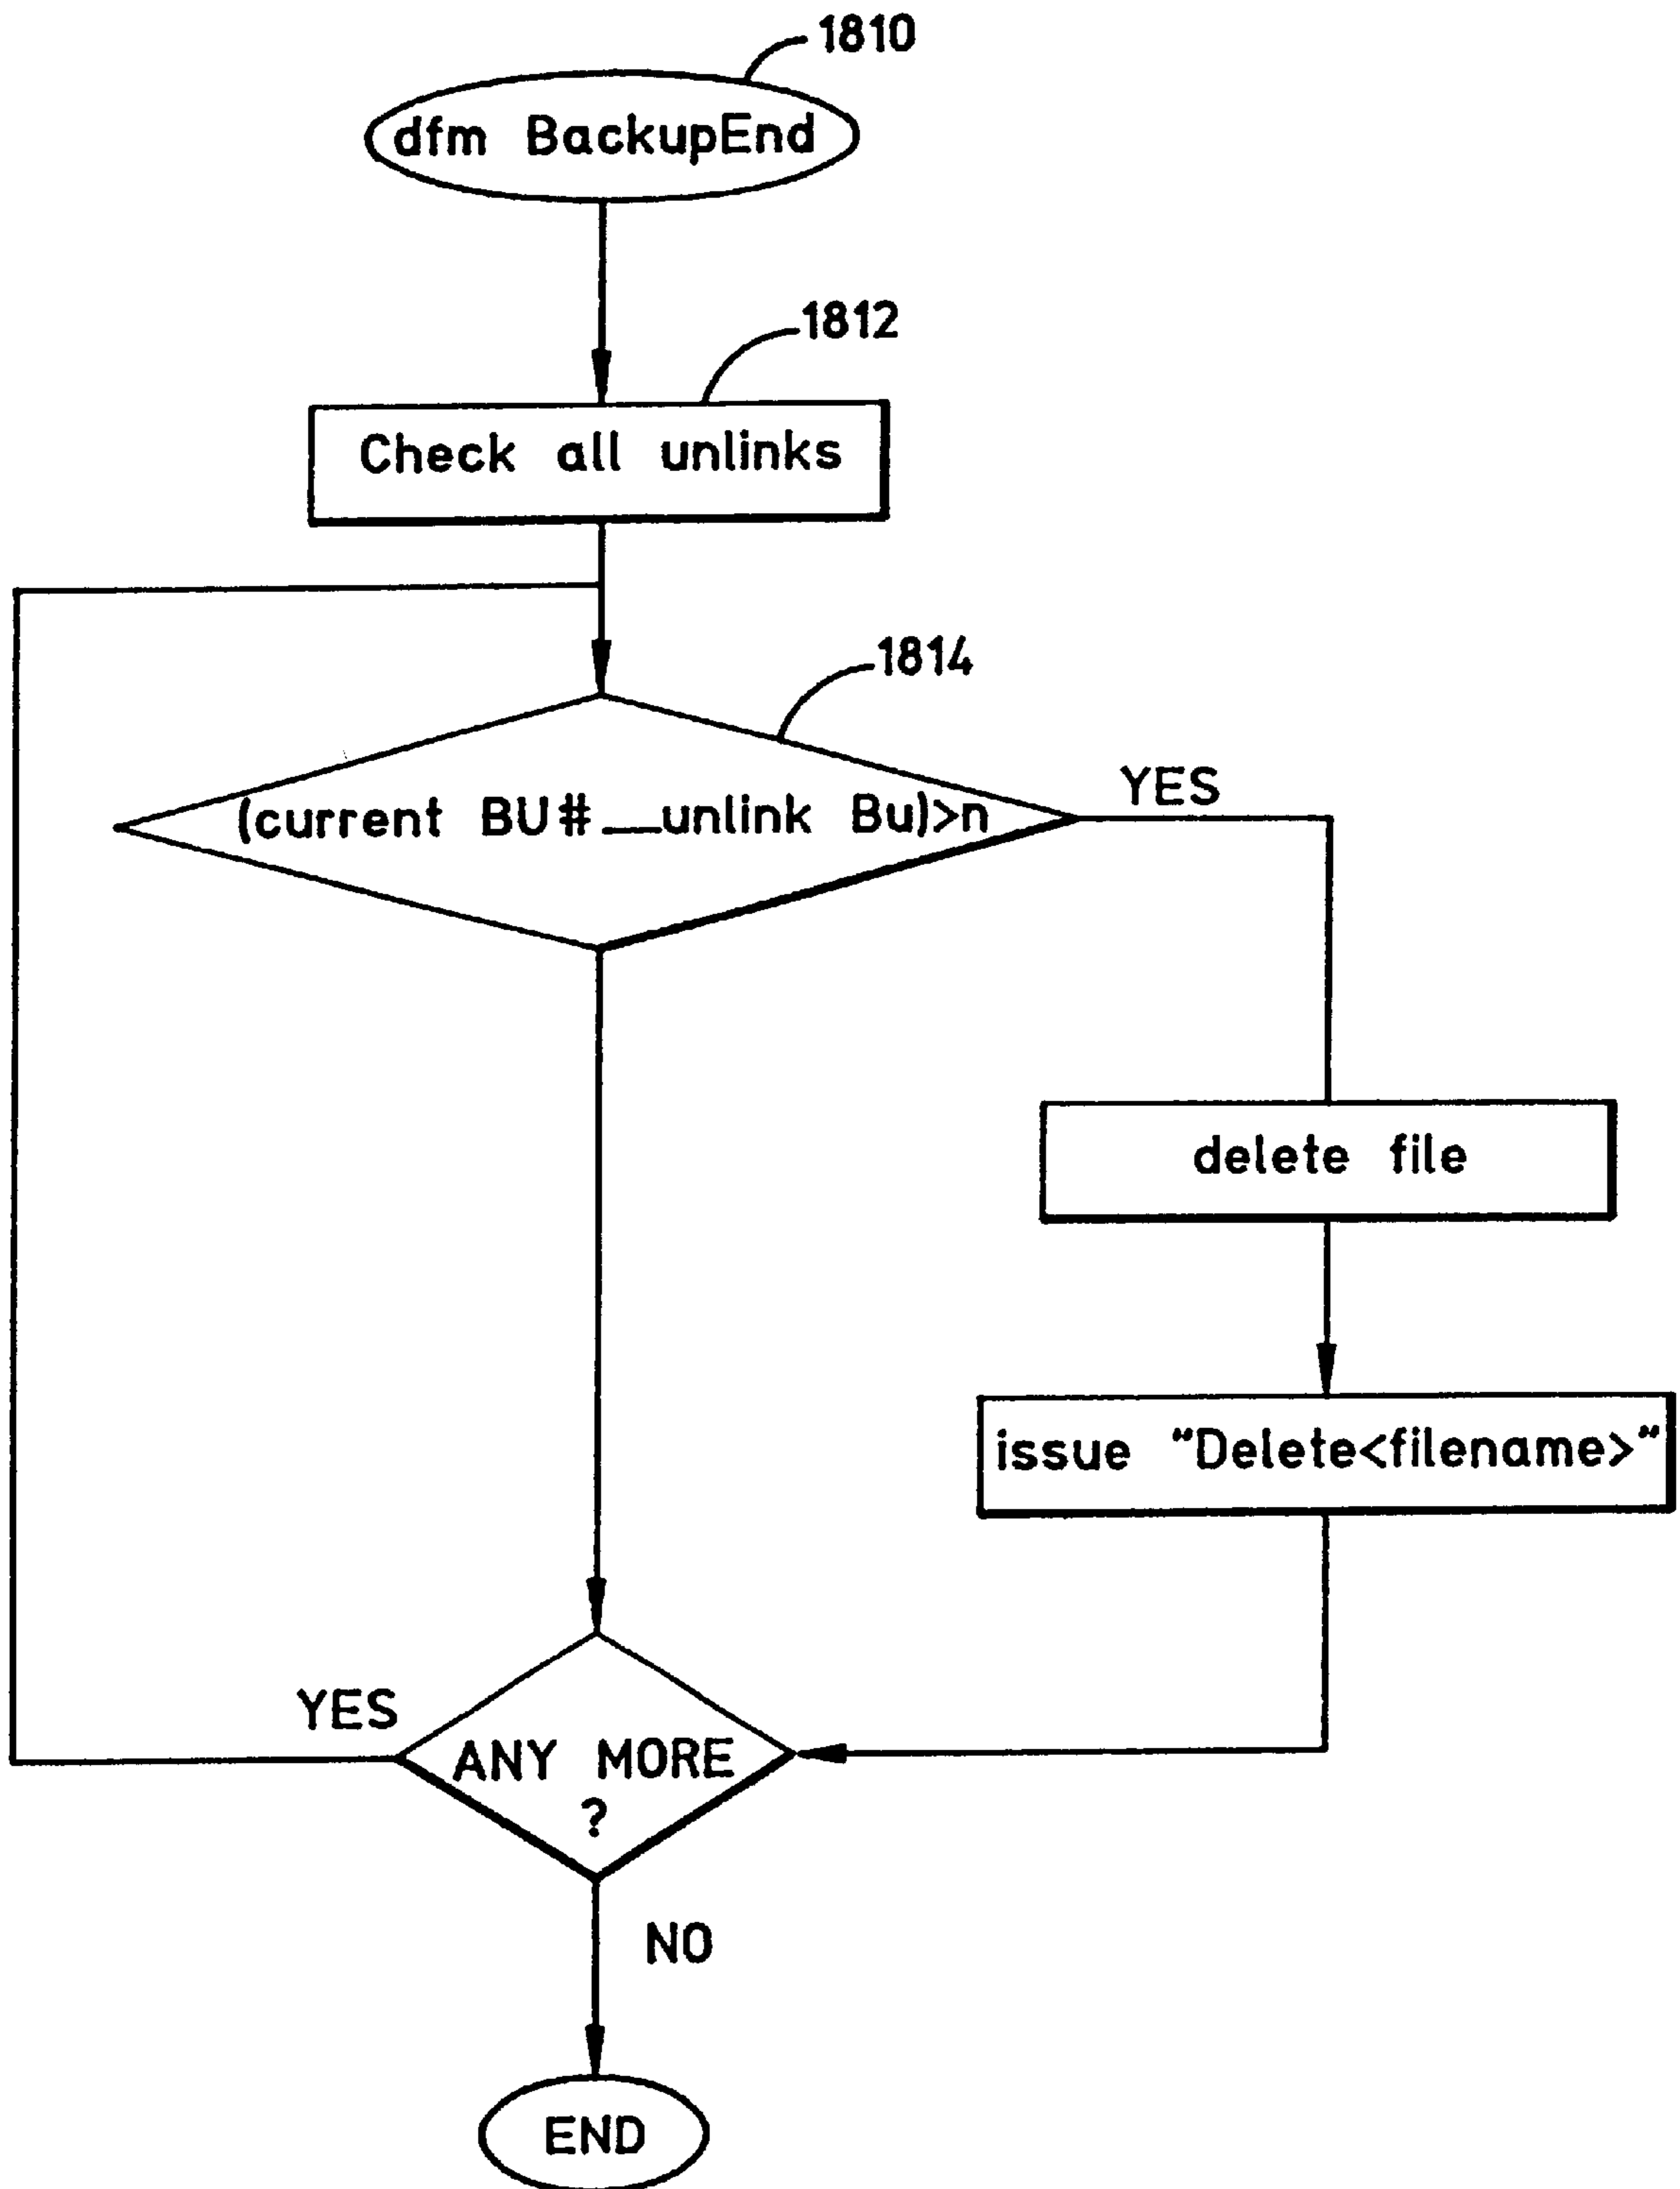 1810
dfm BackupEnd
1812
Check all unlinks
1814
(current BU#__unlink Bu)>n
YES
delete file
issue "Delete<filename>"
YES
ANY MORE
?
NO
END